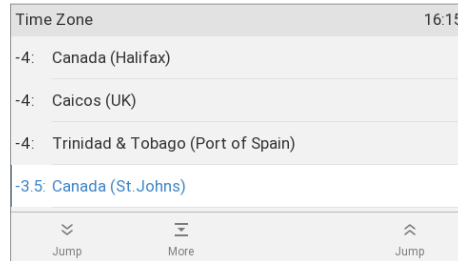 Time Zone 16:15
-4: Canada (Halifax)
-4: Caicos (UK)
-4: Trinidad & Tobago (Port of Spain)
-3.5: Canada (St.Johns)
Jump More Jump